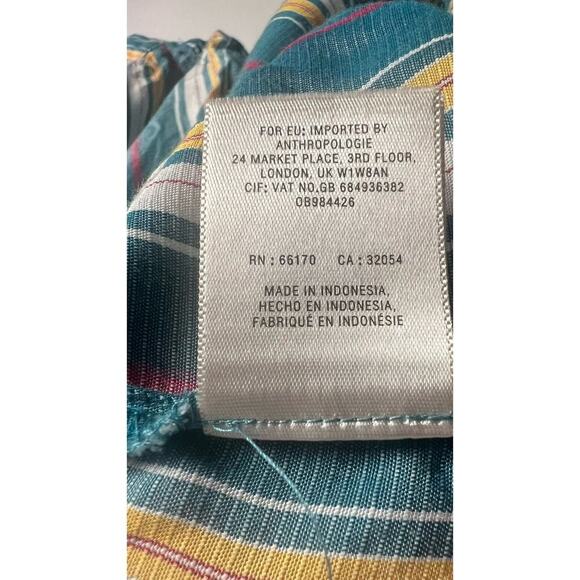 FOR EU: IMPORTED BY
ANTHROPOLOGIE
24 MARKET PLACE, 3RD FLOOR,
LONDON, UK W1W8AN
CIF: VAT NO.GB 684936382
OB984426
RN : 66170 CA : 32054
MADE IN INDONESIA,
HECHO EN INDONESIA,
FABRIQUÉ EN INDONÉSIE